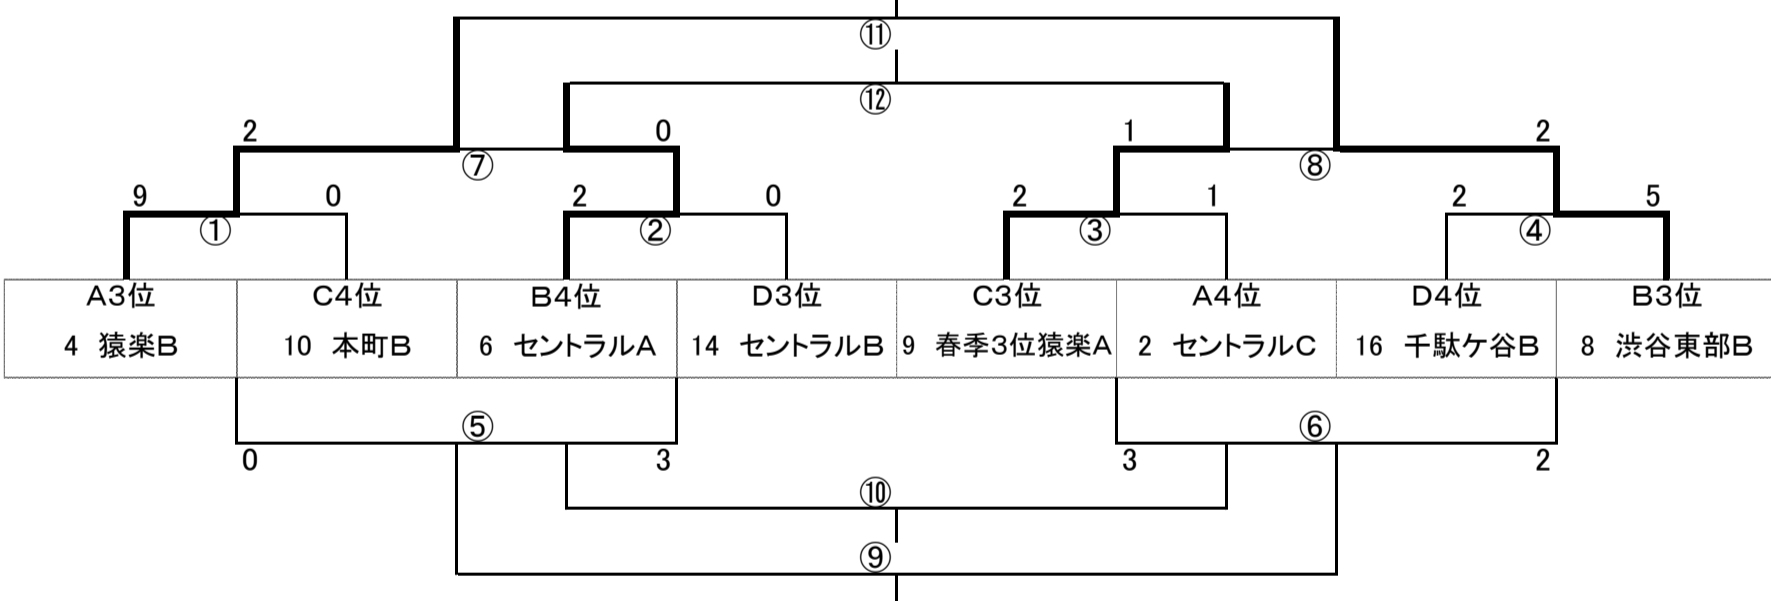 ⑪
⑫
2 0 1 2
⑦ ⑧
9 0 2 0 2 1 2 5
① ② ③ ④
A3位 C4位 B4位 D3位 C3位 A4位 D4位 B3位
4 猿楽B 10 本町B 6 セントラルA 14 セントラルB 9 春季3位猿楽A 2 セントラルC 16 千駄ケ谷B 8 渋谷東部B
⑤ ⑥
0 3 3 2
⑩
⑨